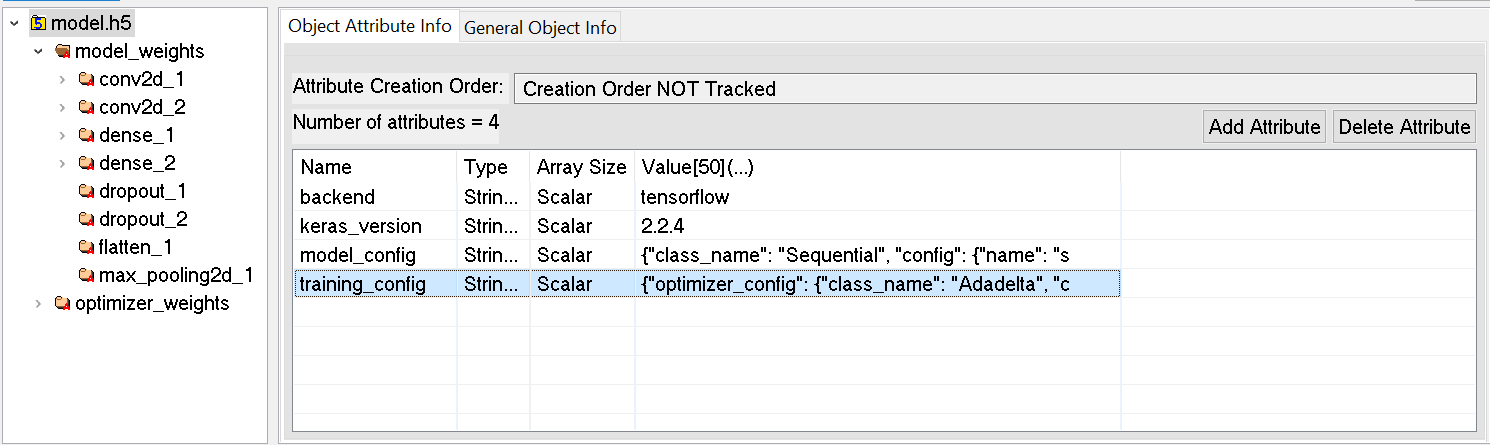 model.h5
model_weights
conv2d_1
conv2d_2
dense_1
dense_2
dropout_1
dropout_2
flatten_1
max_pooling2d_1
optimizer_weights
Object Attribute Info General Object Info
Attribute Creation Order: Creation Order NOT Tracked
Number of attributes = 4
Add Attribute Delete Attribute
Name Type Array Size Value[50](...)
backend Strin... Scalar tensorflow
keras_version Strin... Scalar 2.2.4
model_config Strin... Scalar {"class_name": "Sequential", "config": {"name": "s
training_config Strin... Scalar {"optimizer_config": {"class_name": "Adadelta", "c